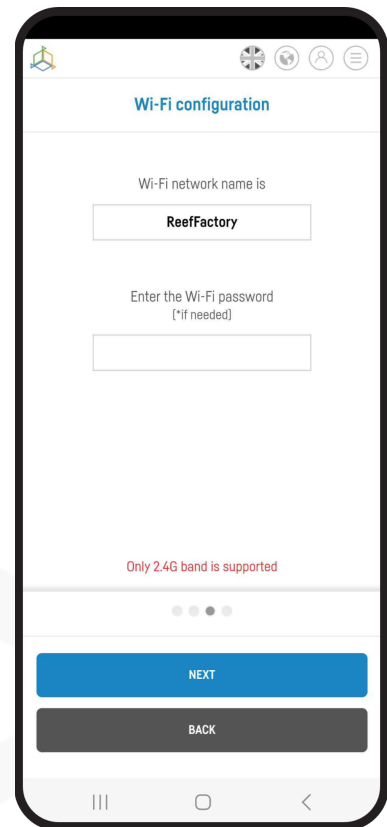 Wi-Fi configuration
Wi-Fi network name is
ReefFactory
Enter the Wi-Fi password
(*if needed)
Only 2.4G band is supported
NEXT
BACK